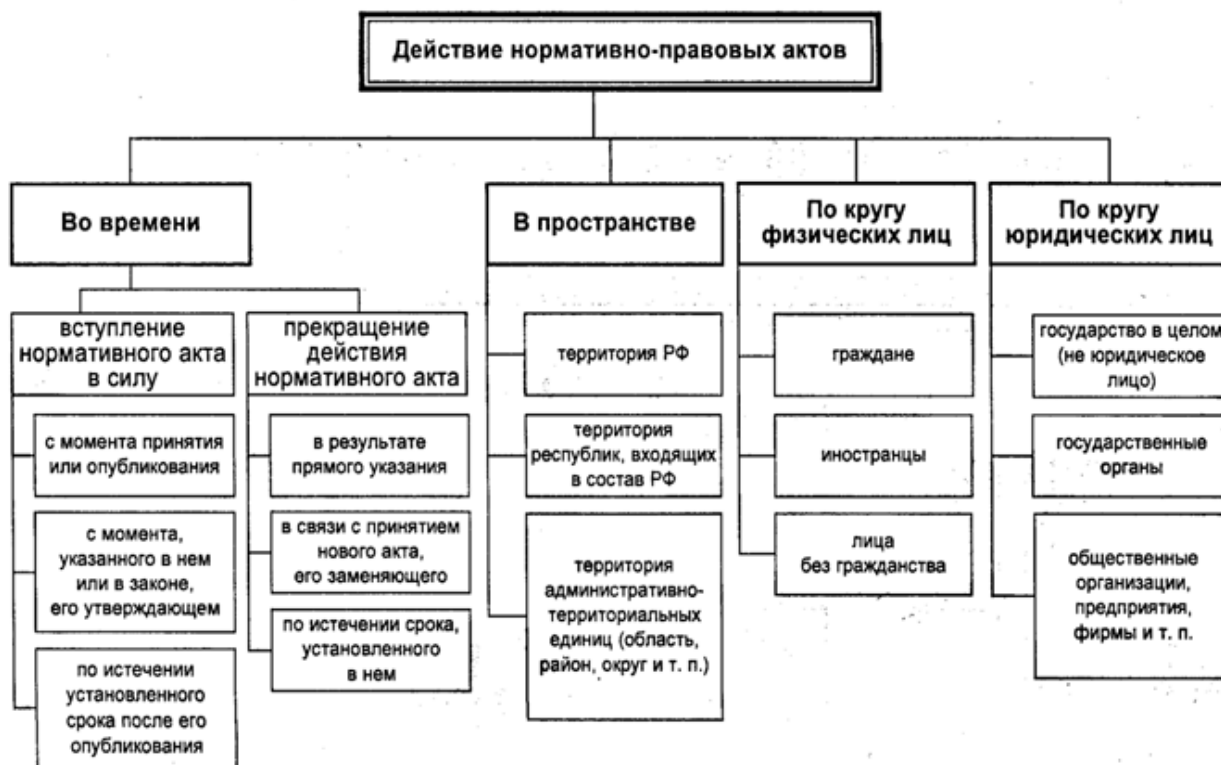 Действие нормативно-правовых актов
Во времени
вступление
нормативного акта
в силу
с момента принятия
или опубликования
с момента,
указанного в нем
или в законе,
его утверждающем
по истечении
установленного
срока после его
опубликования
прекращение
действия
нормативного акта
в результате
прямого указания
в связи с принятием
нового акта,
его заменяющего
по истечении срока,
установленного
в нем
В пространстве
территория РФ
территория
республик, входящих
в состав РФ
территория
административно-
территориальных
единиц (область,
район, округ и т. п.)
По кругу
физических лиц
граждане
иностранцы
лица
без гражданства
По кругу
юридических лиц
государство в целом
(не юридическое
лицо)
государственные
органы
общественные
организации,
предприятия,
фирмы и т. п.